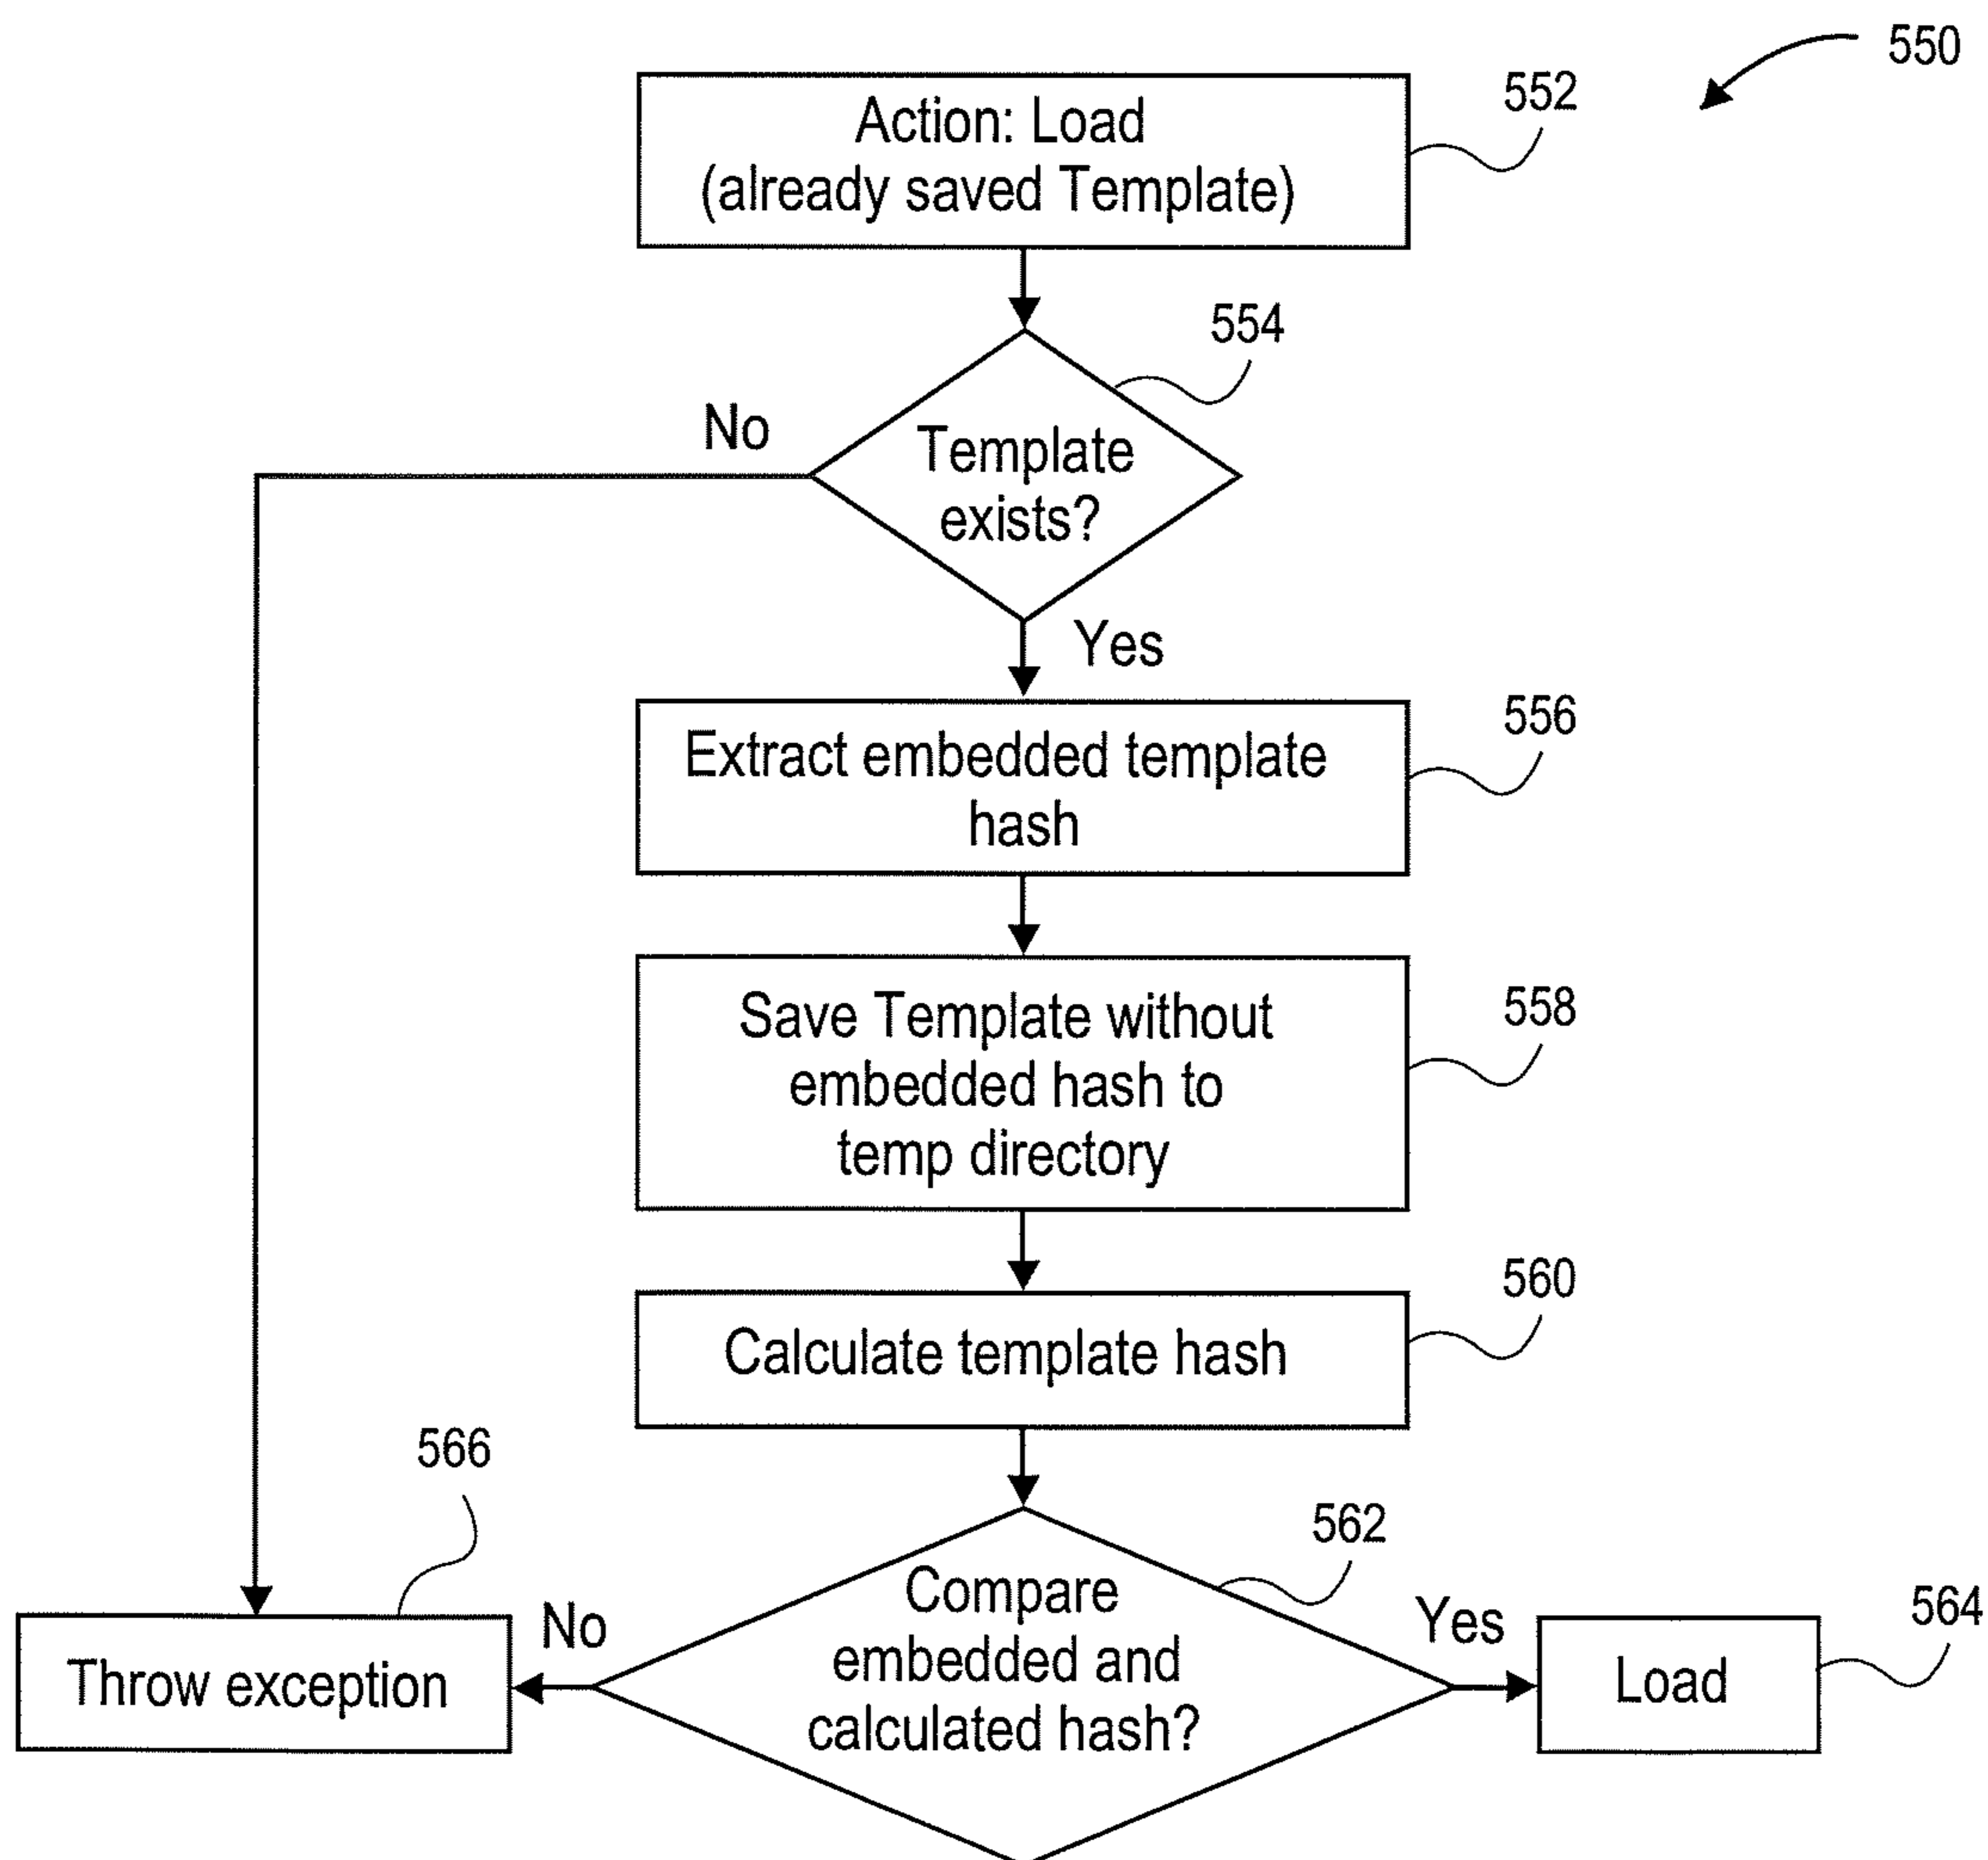 550
552
Action: Load
(already saved Template)
554
No
Template
exists?
Yes
556
Extract embedded template
hash
558
Save Template without
embedded hash to
temp directory
560
Calculate template hash
566
562
Compare
embedded and
calculated hash?
No
Yes
564
Throw exception
Load